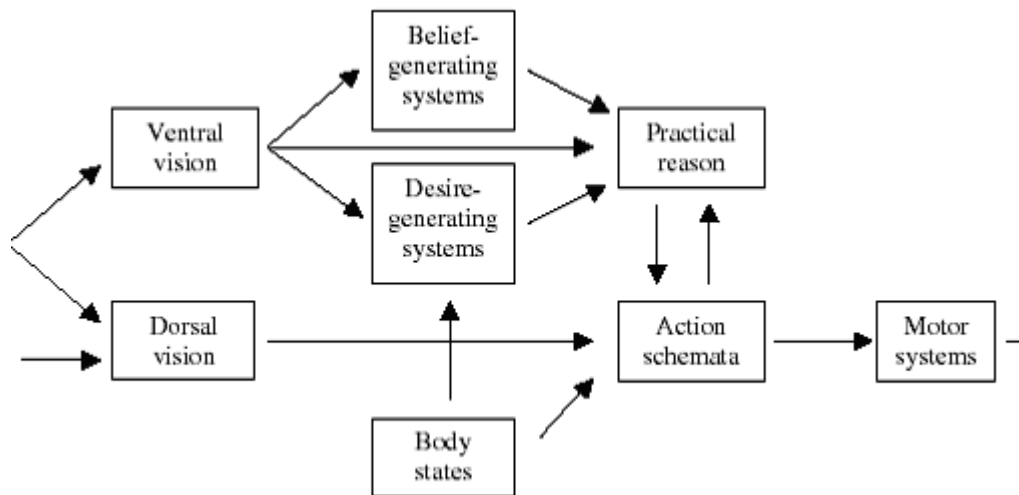 Belief-
generating
systems
Ventral
vision
Practical
reason
Desire-
generating
systems
Dorsal
vision
Action
schemata
Motor
systems
Body
states